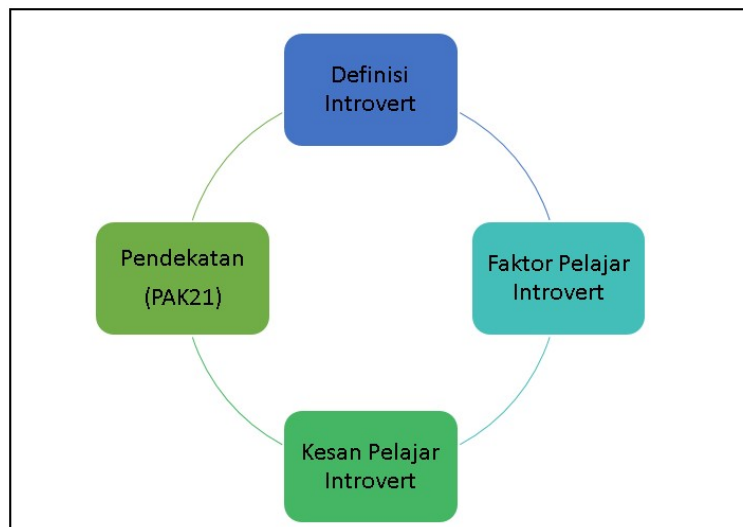 Definisi
Introvert
Faktor Pelajar
Introvert
Kesan Pelajar
Introvert
Pendekatan
(PAK21)